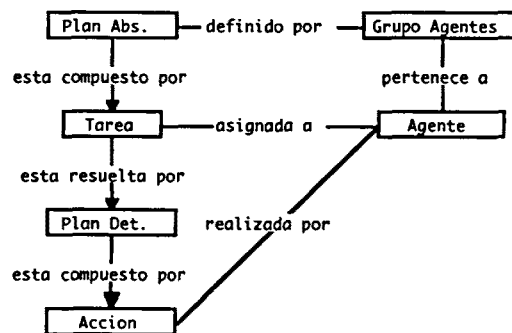 Plan Abs. definido por Grupo Agentes
esta compuesto por pertenece a
Tarea asignada a Agente
esta resuelta por
Plan Det. realizada por
esta compuesto por
Accion